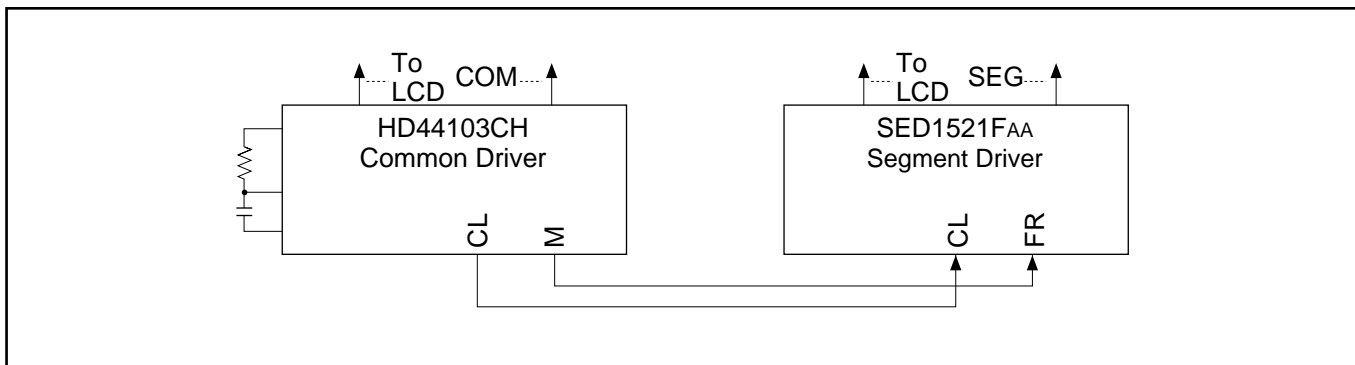 To
LCD
COM
HD44103CH
Common Driver
CL
M
To
LCD
SEG
SED1521FAA
Segment Driver
CL
FR